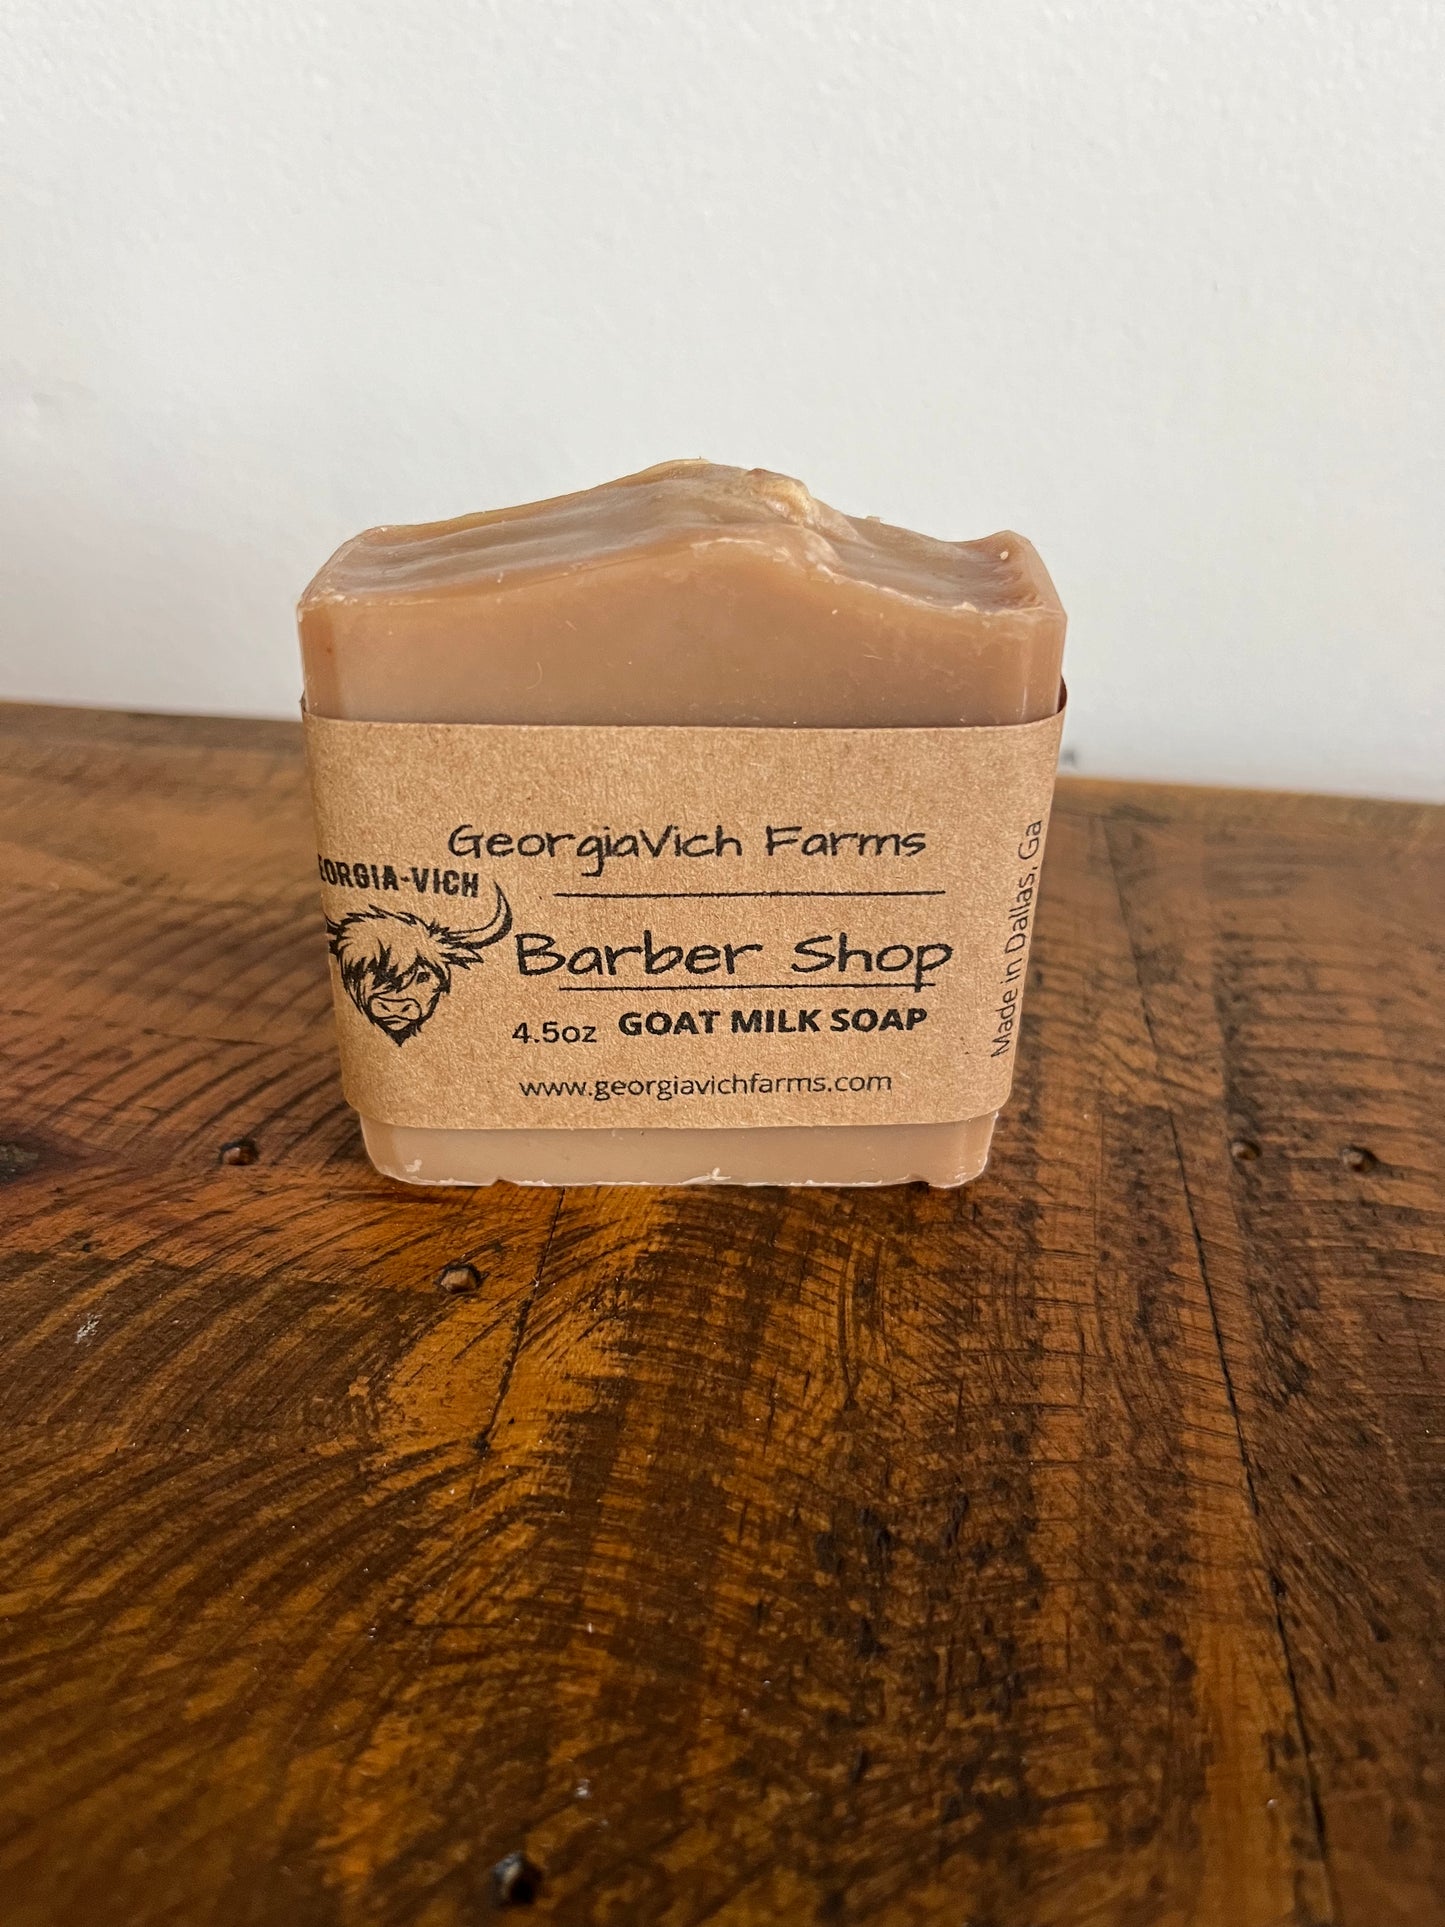 GeorgiaVich Farms
EORGIA-VICH
Barber Shop
4.5oz GOAT MILK SOAP
www.georgiavichfarms.com
Made in Dallas, Ga